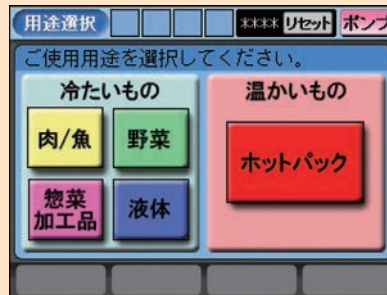 用途選択
**** リセット ポンプ
ご使用用途を選択してください。
冷たいもの
温かいもの
肉/魚
野菜
惣菜
加工品
液体
ホットパック